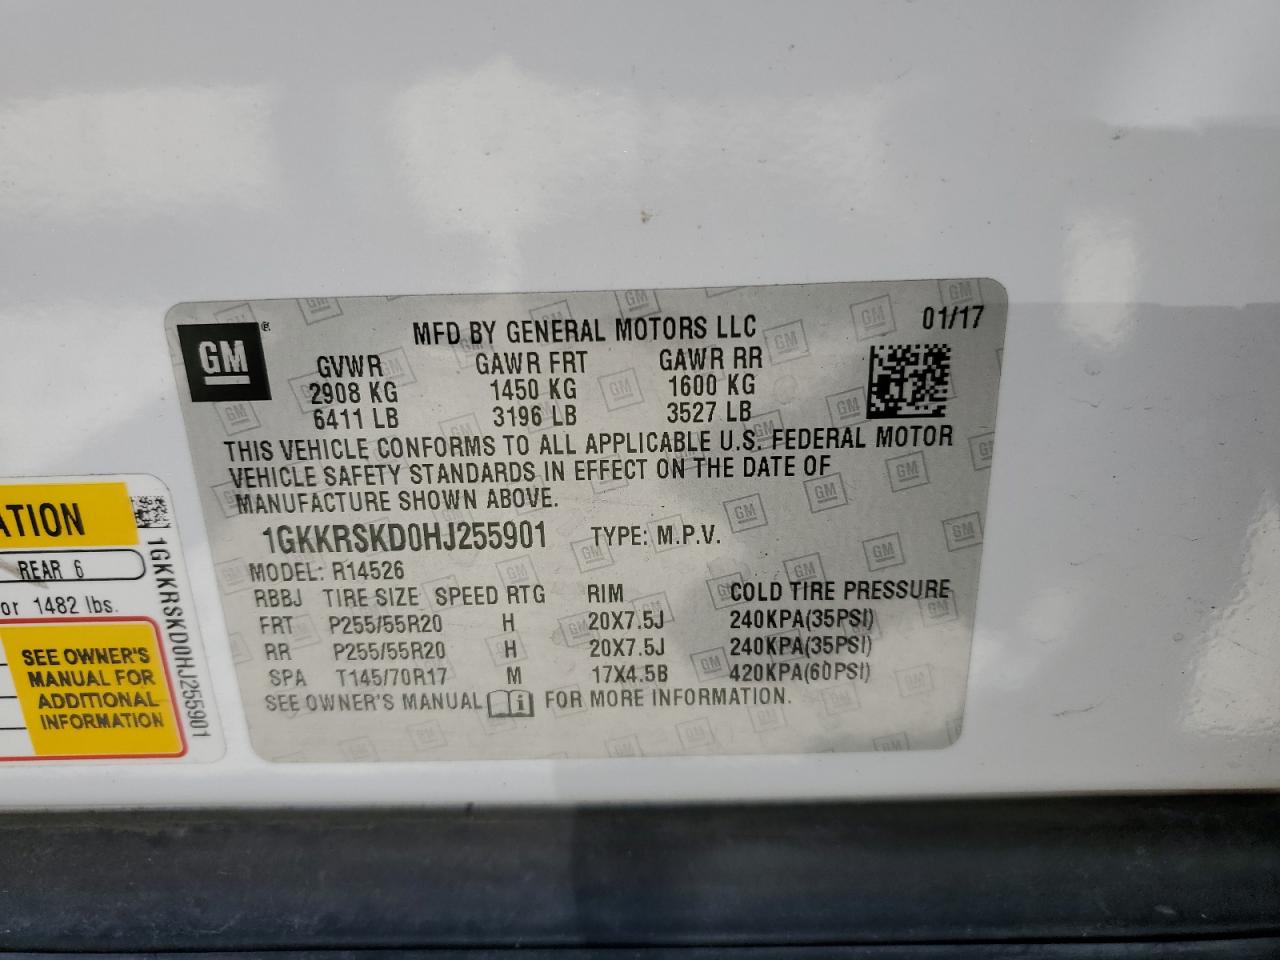 GM ®
MFD BY GENERAL MOTORS LLC 01/17
GVWR GAWR FRT GAWR RR
2908 KG 1450 KG 1600 KG
6411 LB 3196 LB 3527 LB
THIS VEHICLE CONFORMS TO ALL APPLICABLE U.S. FEDERAL MOTOR
VEHICLE SAFETY STANDARDS IN EFFECT ON THE DATE OF
MANUFACTURE SHOWN ABOVE.
1GKKRSKD0HJ255901 TYPE: M.P.V.
MODEL: R14526
RBBJ TIRE SIZE SPEED RTG RIM COLD TIRE PRESSURE
FRT P255/55R20 H 20X7.5J 240KPA(35PSI)
RR P255/55R20 H 20X7.5J 240KPA(35PSI)
SPA T145/70R17 M 17X4.5B 420KPA(60PSI)
SEE OWNER'S MANUAL i FOR MORE INFORMATION.
ATION
REAR 6
or 1482 lbs.
SEE OWNER'S
MANUAL FOR
ADDITIONAL
INFORMATION
1GKKRSKD0HJ255901